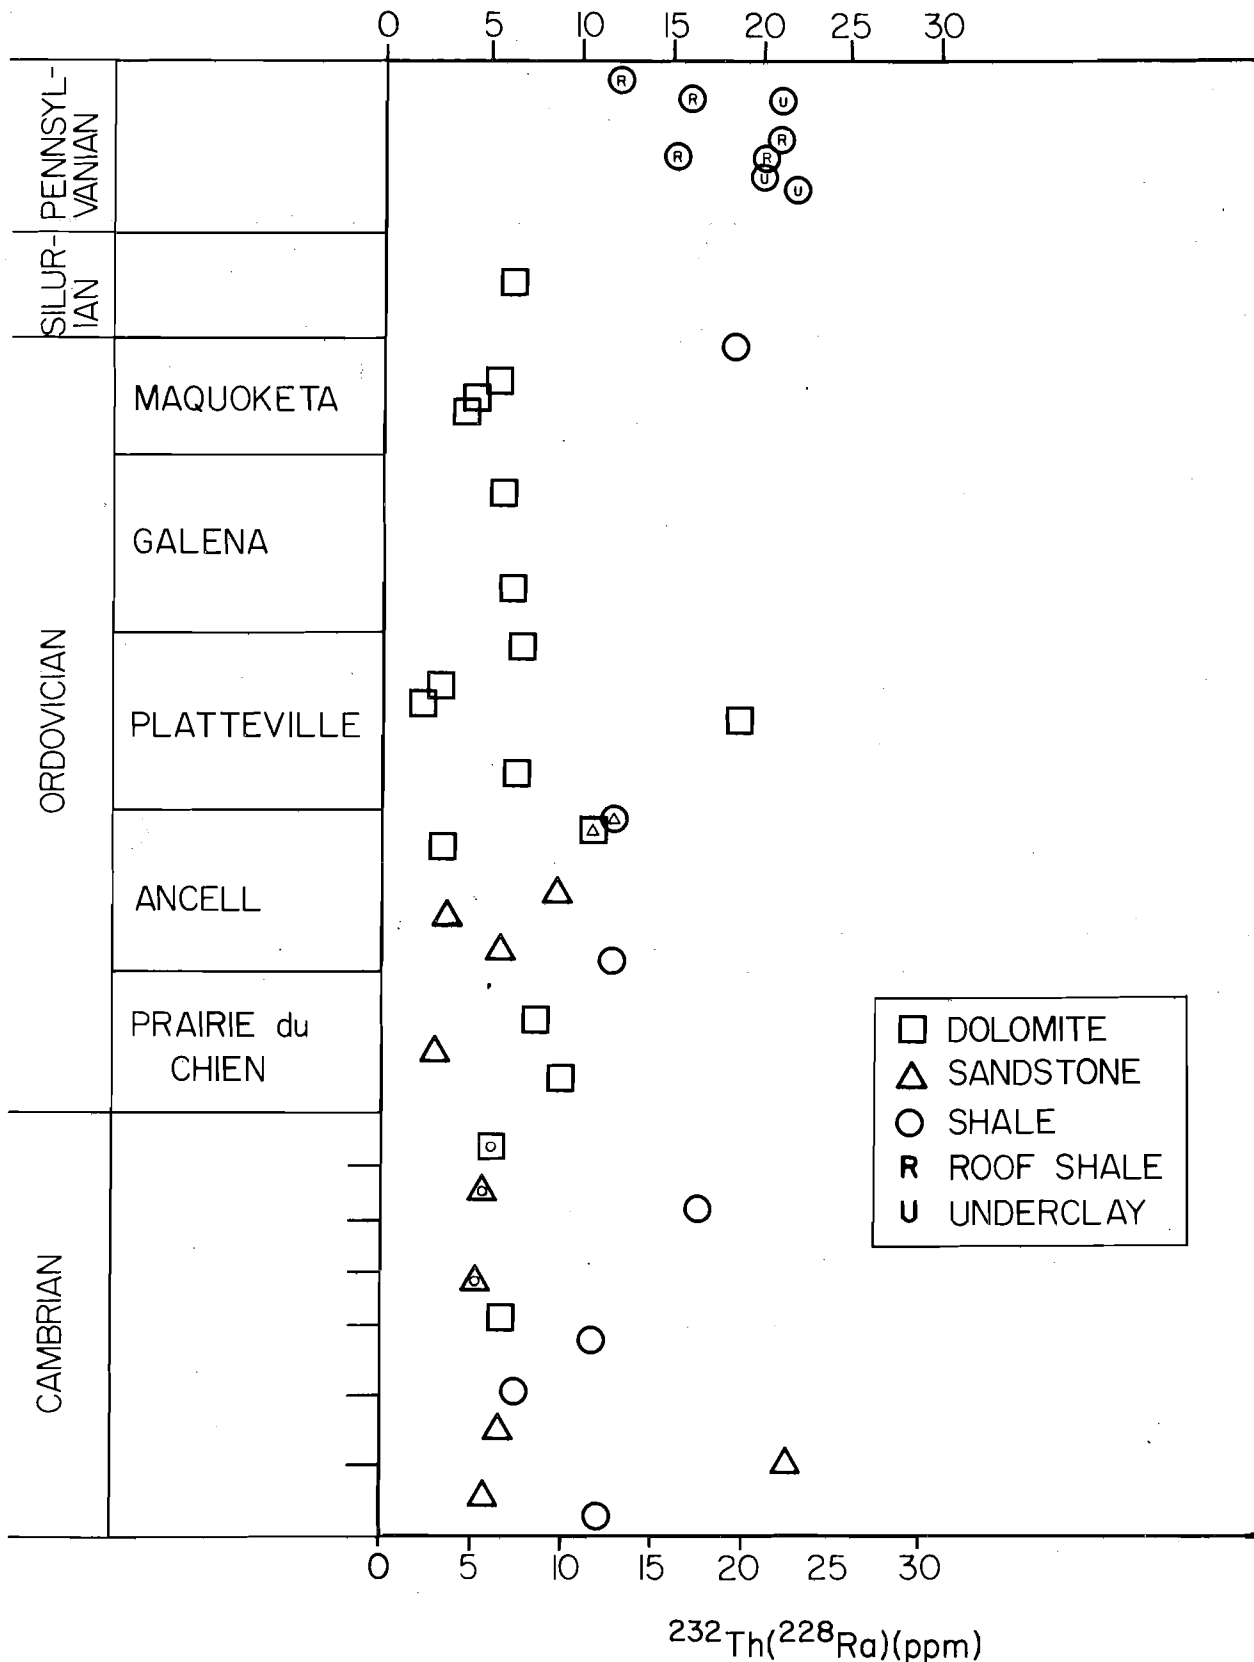 0 5 10 15 20 25 30
PENNSYL-
VANIAN
R
R
U
R
R
R
U
U
SILUR-
IAN
MAQUOKETA
GALENA
ORDOVICIAN
PLATTEVILLE
ANCELL
PRAIRIE du
CHIEN
DOLOMITE
SANDSTONE
SHALE
R ROOF SHALE
U UNDERCLAY
CAMBRIAN
0 5 10 15 20 25 30
²³²Th(²²⁸Ra)(ppm)